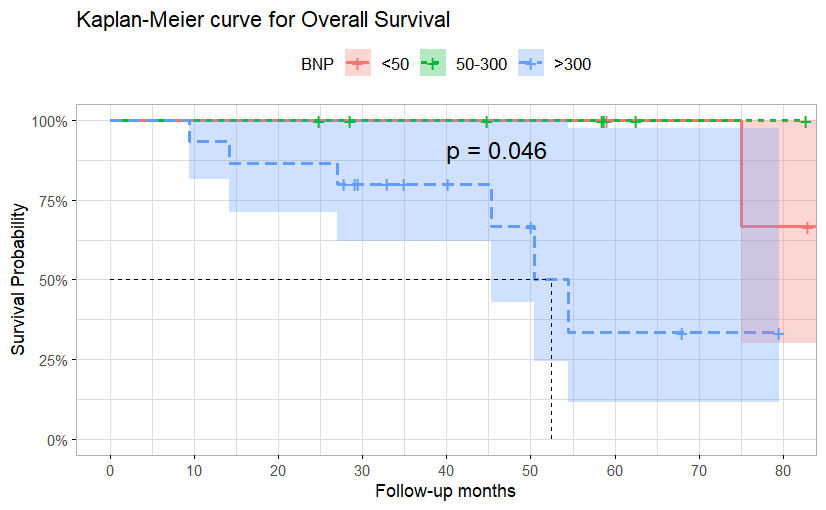 Kaplan-Meier curve for Overall Survival
BNP <50 50-300 >300
100%
75%
50%
25%
0%
p = 0.046
Survival Probability
0 10 20 30 40 50 60 70 80
Follow-up months